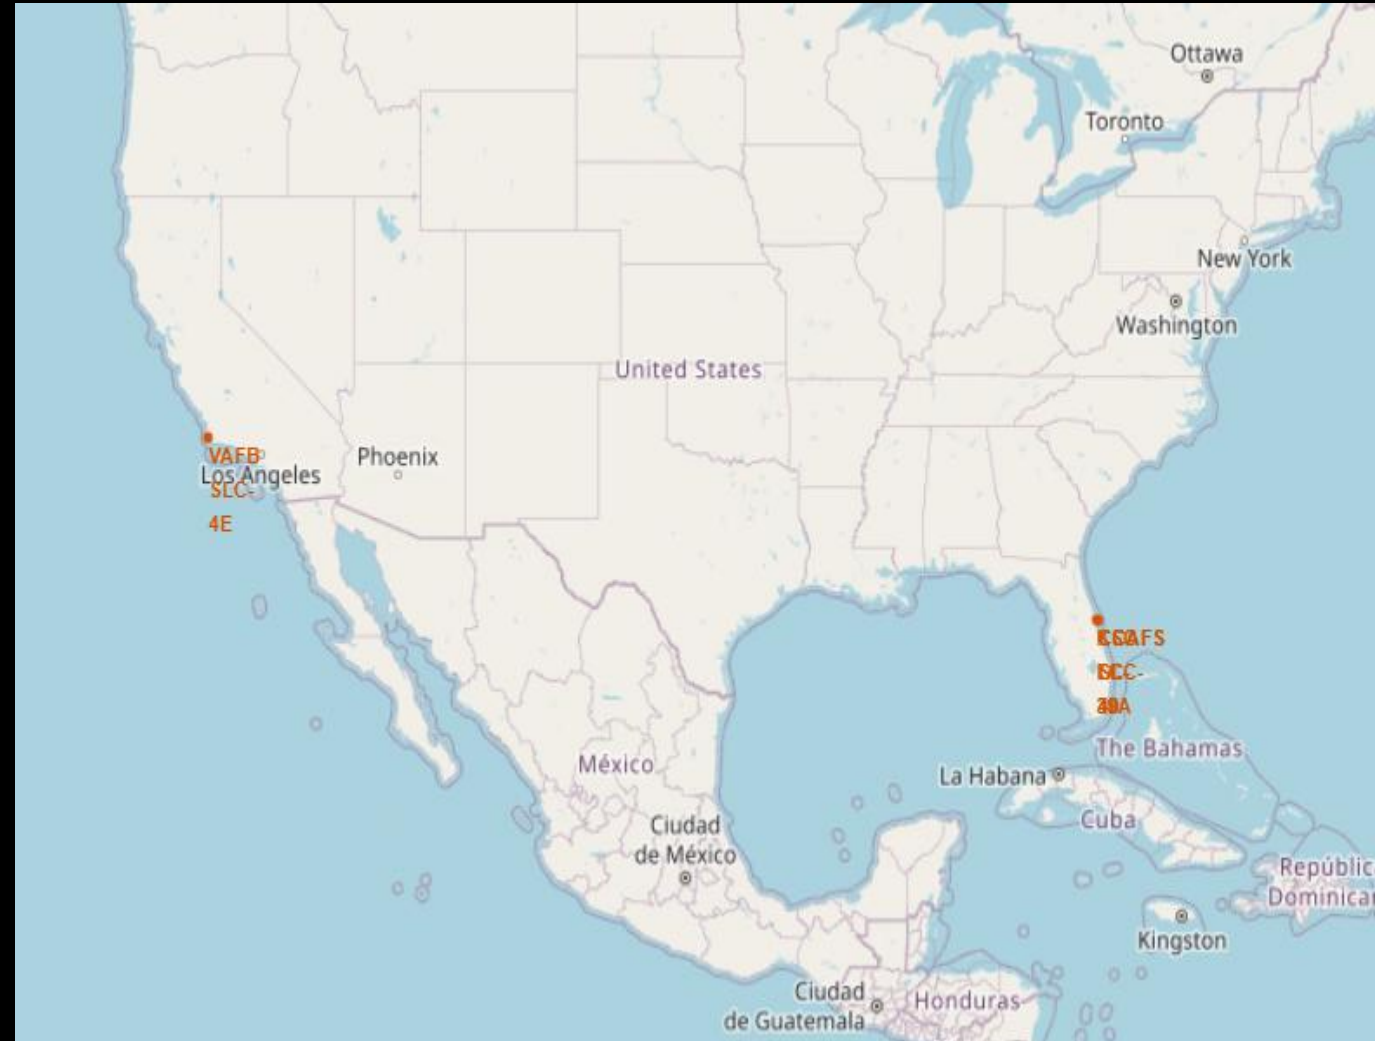 Ottawa
Toronto
New York
Washington
United States
VAFB
Los Angeles
SLC-
4E
Phoenix
The Bahamas
La Habana
México
Cuba
Ciudad
de México
Kingston
Ciudad
de Guatemala
Honduras